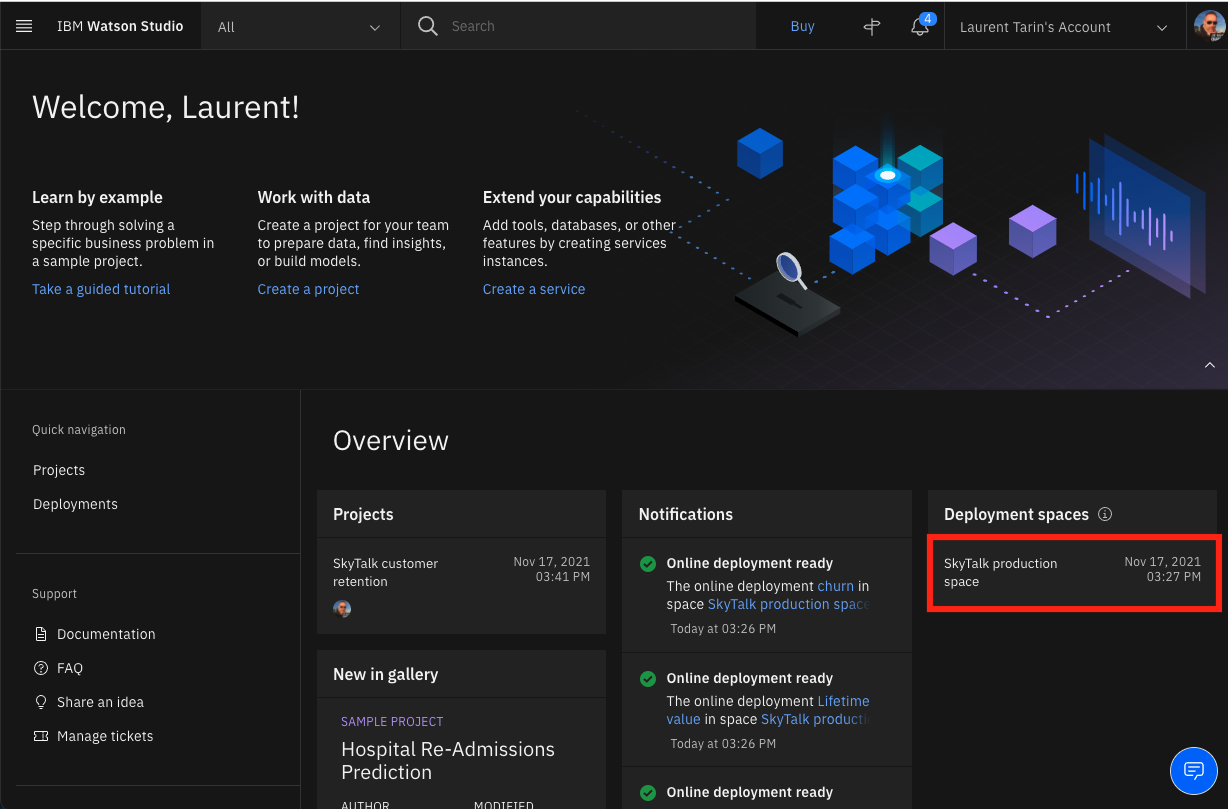 IBM Watson Studio
All
Search
Buy
4
Laurent Tarin's Account
Welcome, Laurent!
Learn by example
Step through solving a
specific business problem in
a sample project.
Take a guided tutorial
Work with data
Create a project for your team
to prepare data, find insights,
or build models.
Create a project
Extend your capabilities
Add tools, databases, or other
features by creating services
instances.
Create a service
Quick navigation
Projects
Deployments
Support
Documentation
FAQ
Share an idea
Manage tickets
Overview
Projects
SkyTalk customer
retention
Nov 17, 2021
03:41 PM
New in gallery
SAMPLE PROJECT
Hospital Re-Admissions
Prediction
AUTHOR
MODIFIED
Notifications
Online deployment ready
The online deployment churn in
space SkyTalk production space
Today at 03:26 PM
Online deployment ready
The online deployment Lifetime
value in space SkyTalk producti
Today at 03:26 PM
Online deployment ready
Deployment spaces
SkyTalk production
space
Nov 17, 2021
03:27 PM